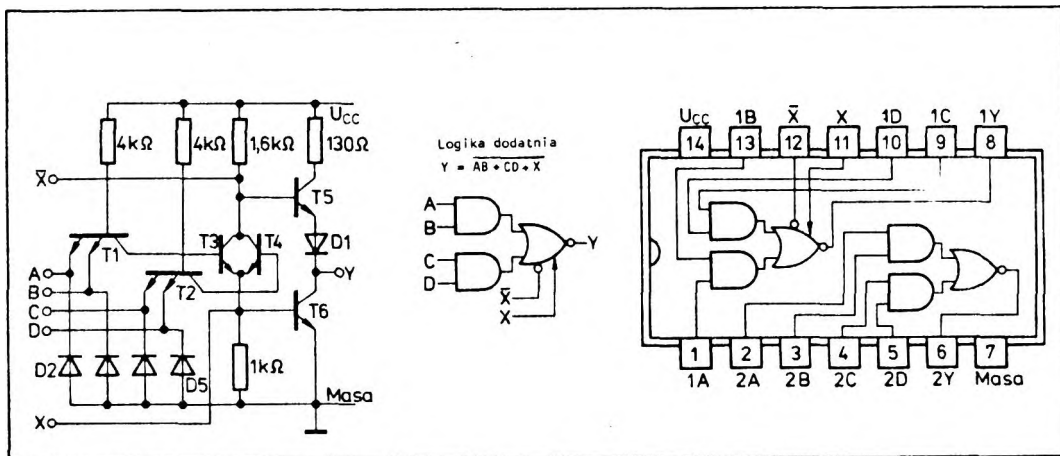 UCC
4kΩ
4kΩ
1,6kΩ
130Ω
X̅
T5
T3
T4
D1
T1
A
Y
B
T2
C
T6
D
D2
D5
1kΩ
Masa
X
Logika dodatnia
Y = \overline{AB + CD + X}
A
B
Y
C
D
X̅
X
UCC 1B X̅ X 1D 1C 1Y
14 13 12 11 10 9 8
1 2 3 4 5 6 7
1A 2A 2B 2C 2D 2Y Masa